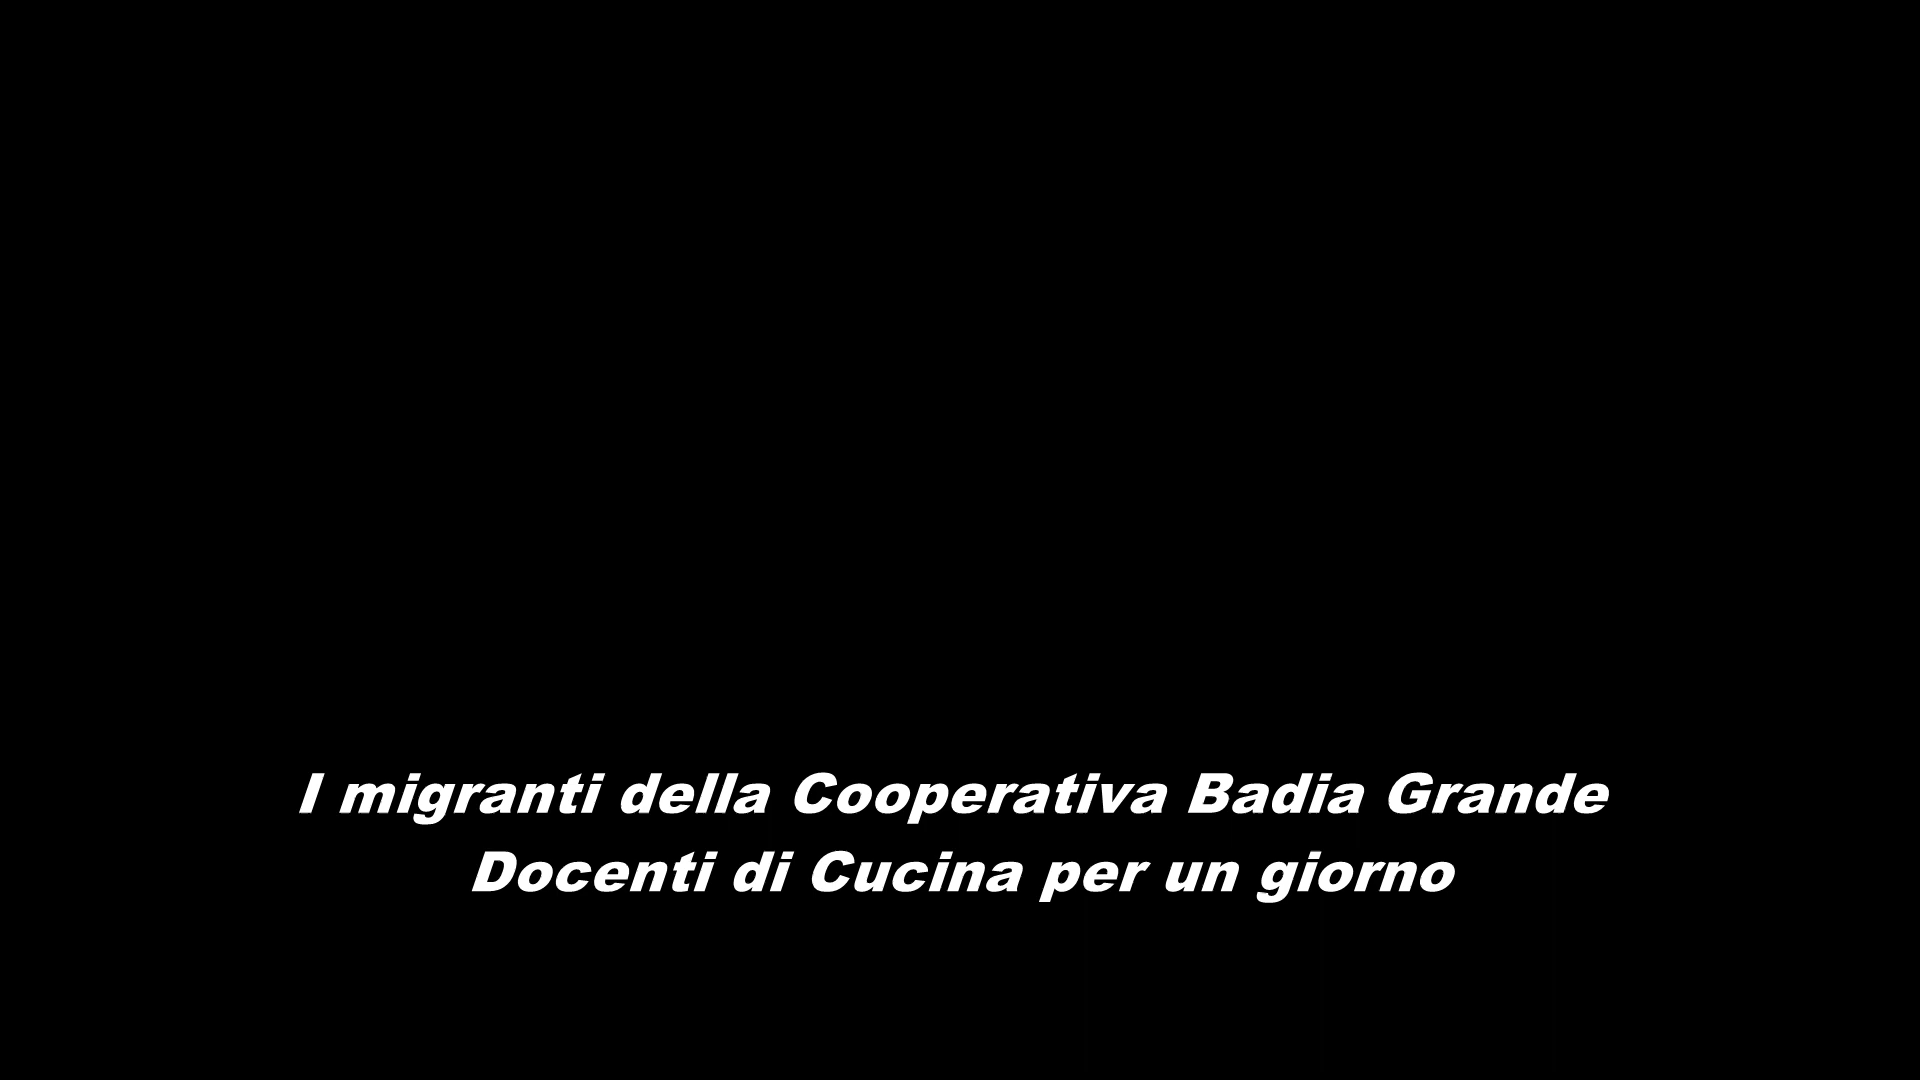 I migranti della Cooperativa Badia Grande
Docenti di Cucina per un giorno